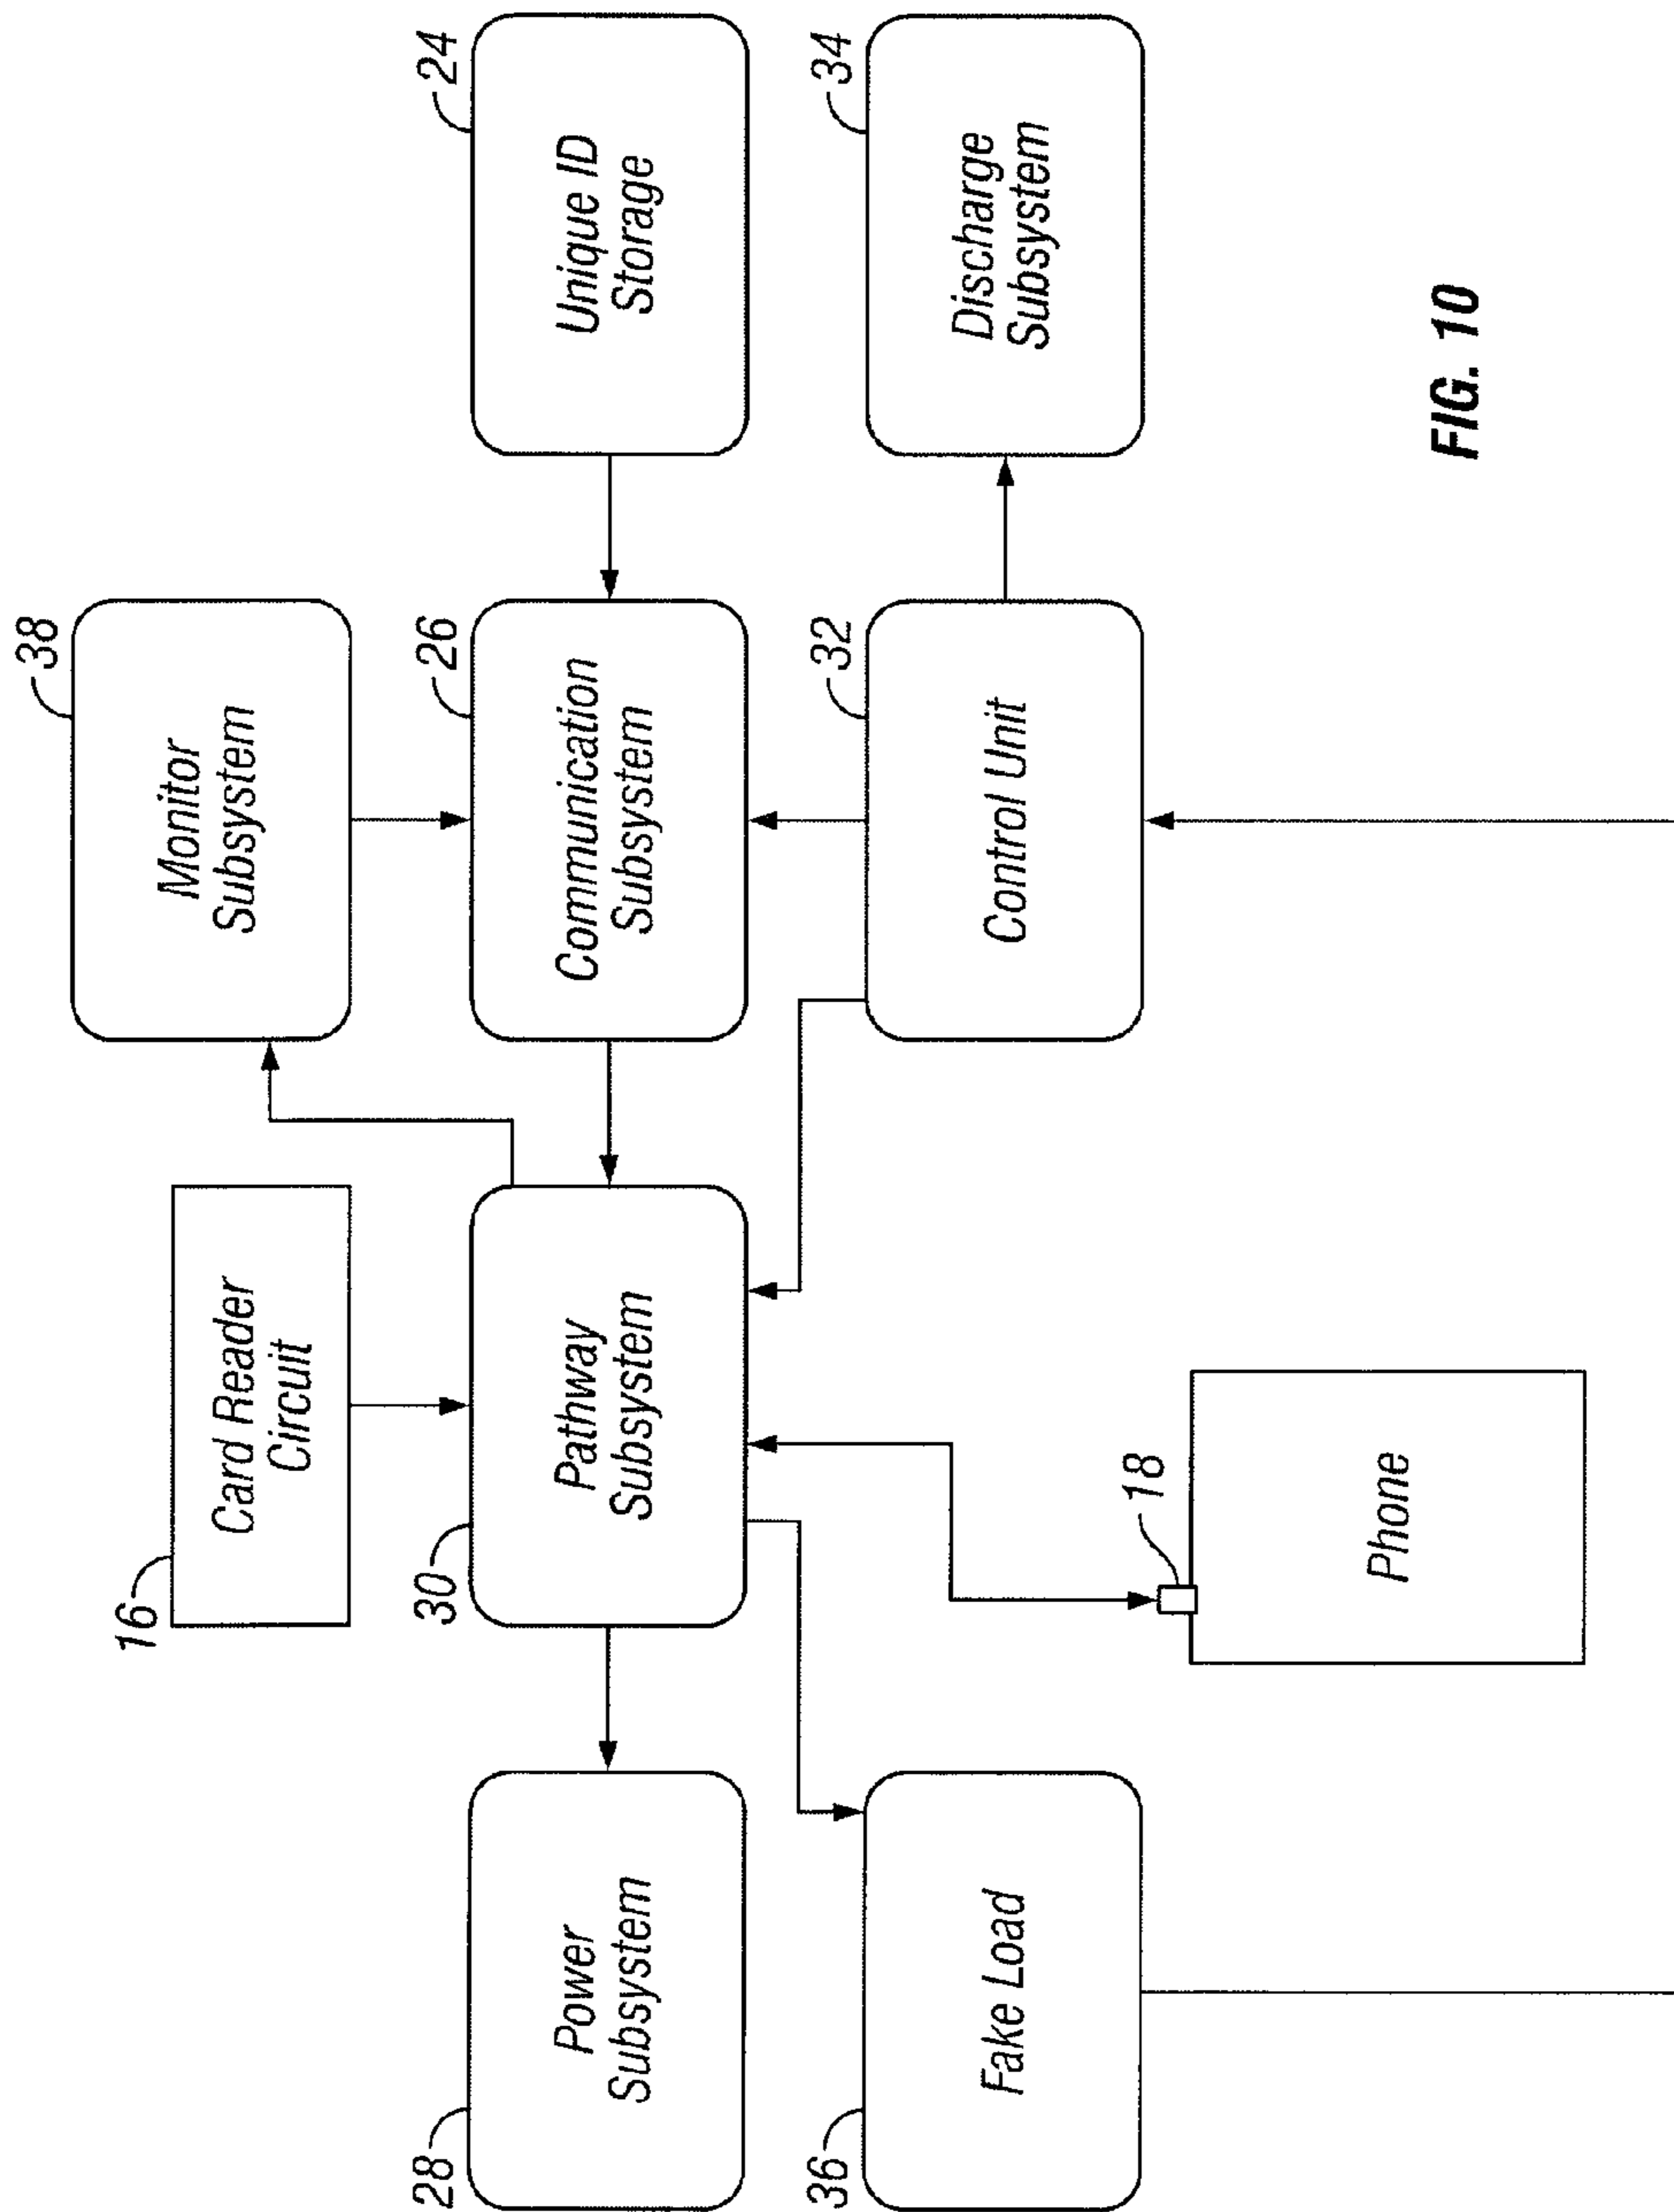 38
Monitor
Subsystem
16
Card Reader
Circuit
28
Power
Subsystem
30
Pathway
Subsystem
26
Communication
Subsystem
24
Unique ID
Storage
36
Fake Load
32
Control Unit
34
Discharge
Subsystem
18
Phone
FIG. 10